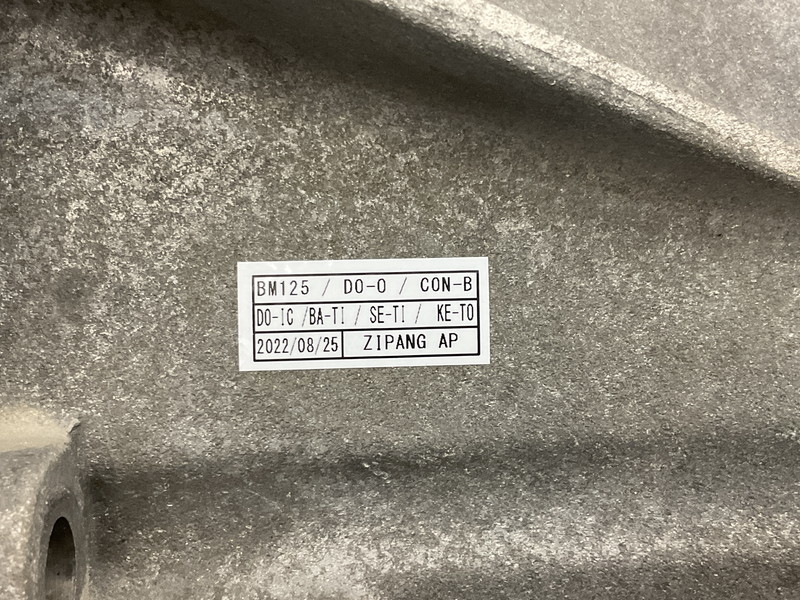 BM125 / DO-O / CON-B
DO-IC /BA-TI / SE-TI / KE-TO
2022/08/25 ZIPANG AP